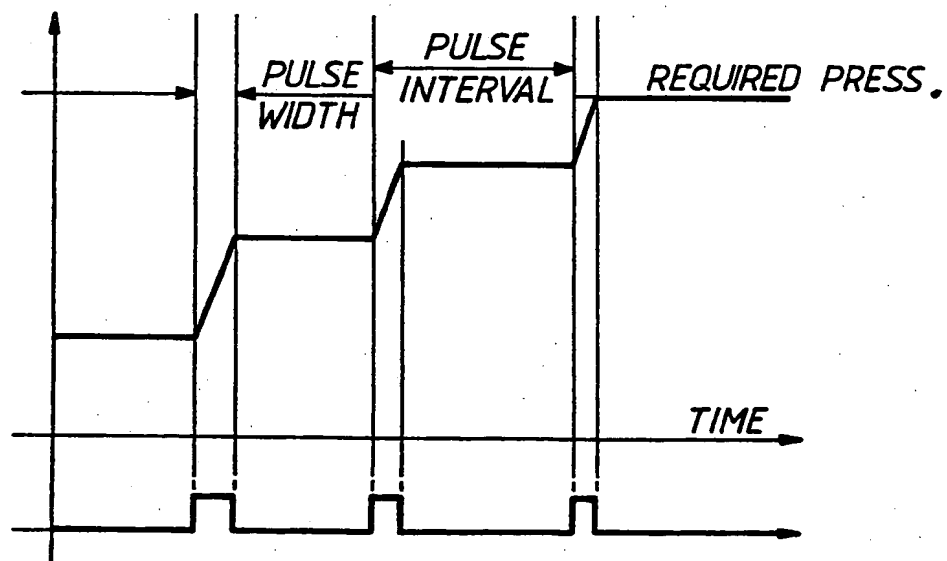 PULSE
WIDTH
PULSE
INTERVAL
REQUIRED PRESS.
TIME